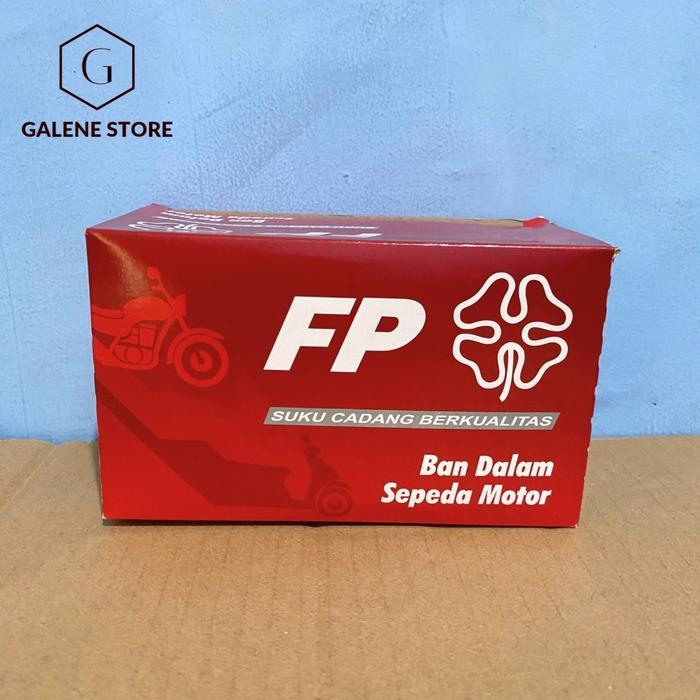 G
GALENE STORE
FP
SUKU CADANG BERKUALITAS
Ban Dalam
Sepeda Motor